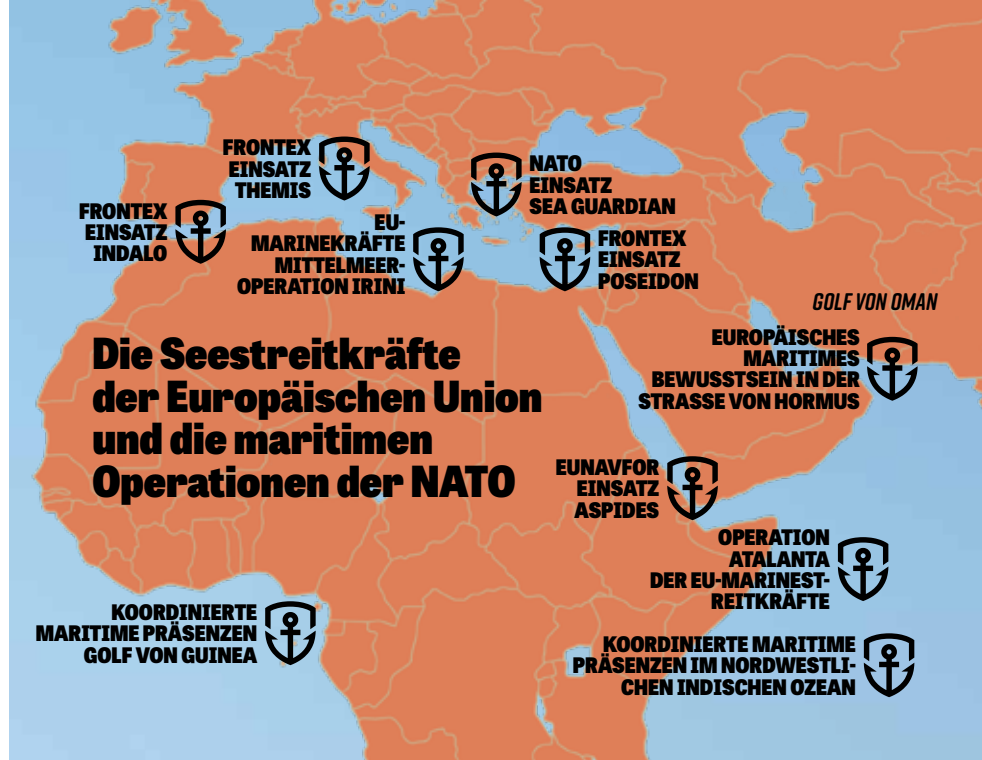 FRONTEX
EINSATZ
THEMIS
NATO
EINSATZ
SEA GUARDIAN
FRONTEX
EINSATZ
INDALO
EU-
MARINEKRÄFTE
MITTELMEER-
OPERATION IRINI
FRONTEX
EINSATZ
POSEIDON
GOLF VON OMAN
EUROPÄISCHES
MARITIMES
BEWUSSTSEIN IN DER
STRASSE VON HORMUS
Die Seestreitkräfte
der Europäischen Union
und die maritimen
Operationen der NATO
EUNAVFOR
EINSATZ
ASPIDES
OPERATION
ATALANTA
DER EU-MARINEST-
REITKRÄFTE
KOORDINIERTE
MARITIME PRÄSENZEN
GOLF VON GUINEA
KOORDINIERTE MARITIME
PRÄSENZEN IM NORDWESTLI-
CHEN INDISCHEN OZEAN